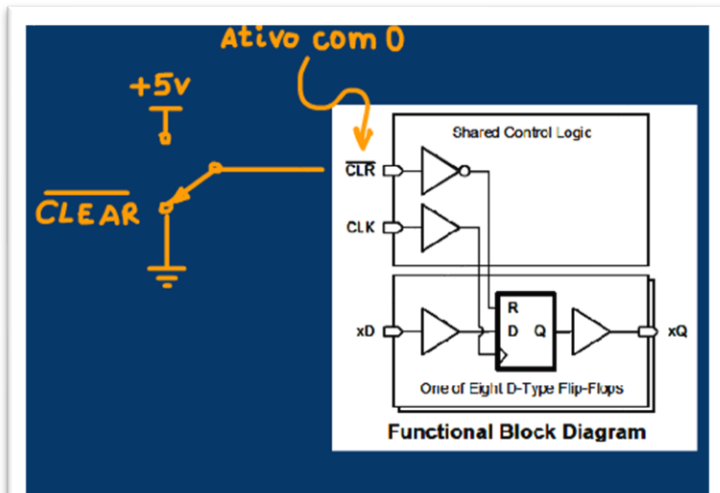 Ativo com 0
+5v
CLEAR
Shared Control Logic
CLR
CLK
R
D Q
xD
xQ
One of Eight D-Type Flip-Flops
Functional Block Diagram